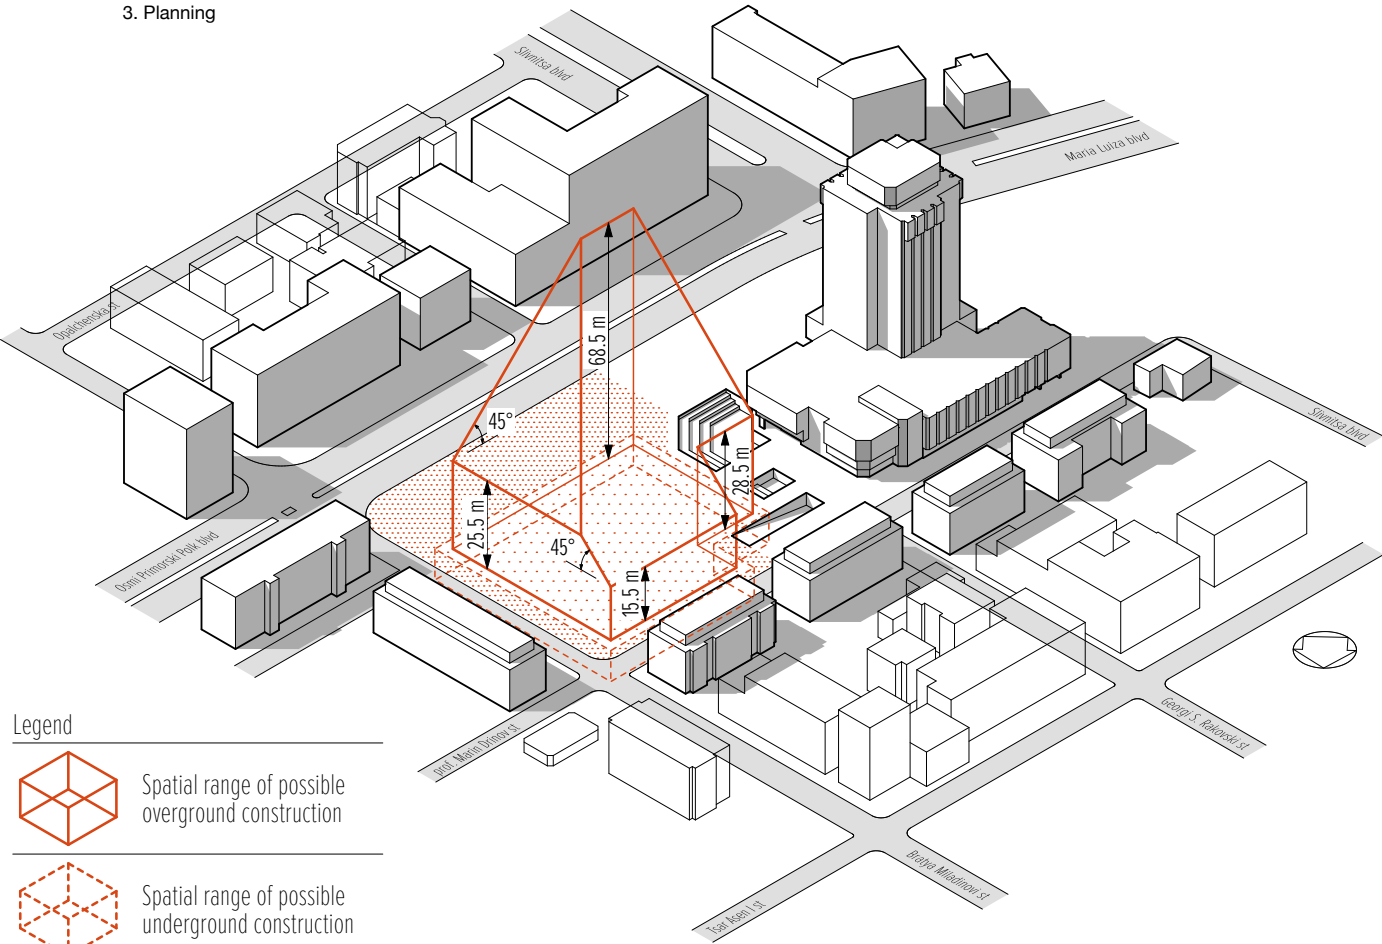 3. Planning
Slivnitsa blvd
Maria Luiza blvd
Opalchenska st
68.5 m
45°
Slivnitsa blvd
28.5 m
25.5 m
45°
Osmi Primorski Polk blvd
15.5 m
Georgi S. Rakovski st
prof. Marin Drinov st
Legend
Spatial range of possible
overground construction
Bratya Miladinovi st
Spatial range of possible
underground construction
Tsar Asen I st